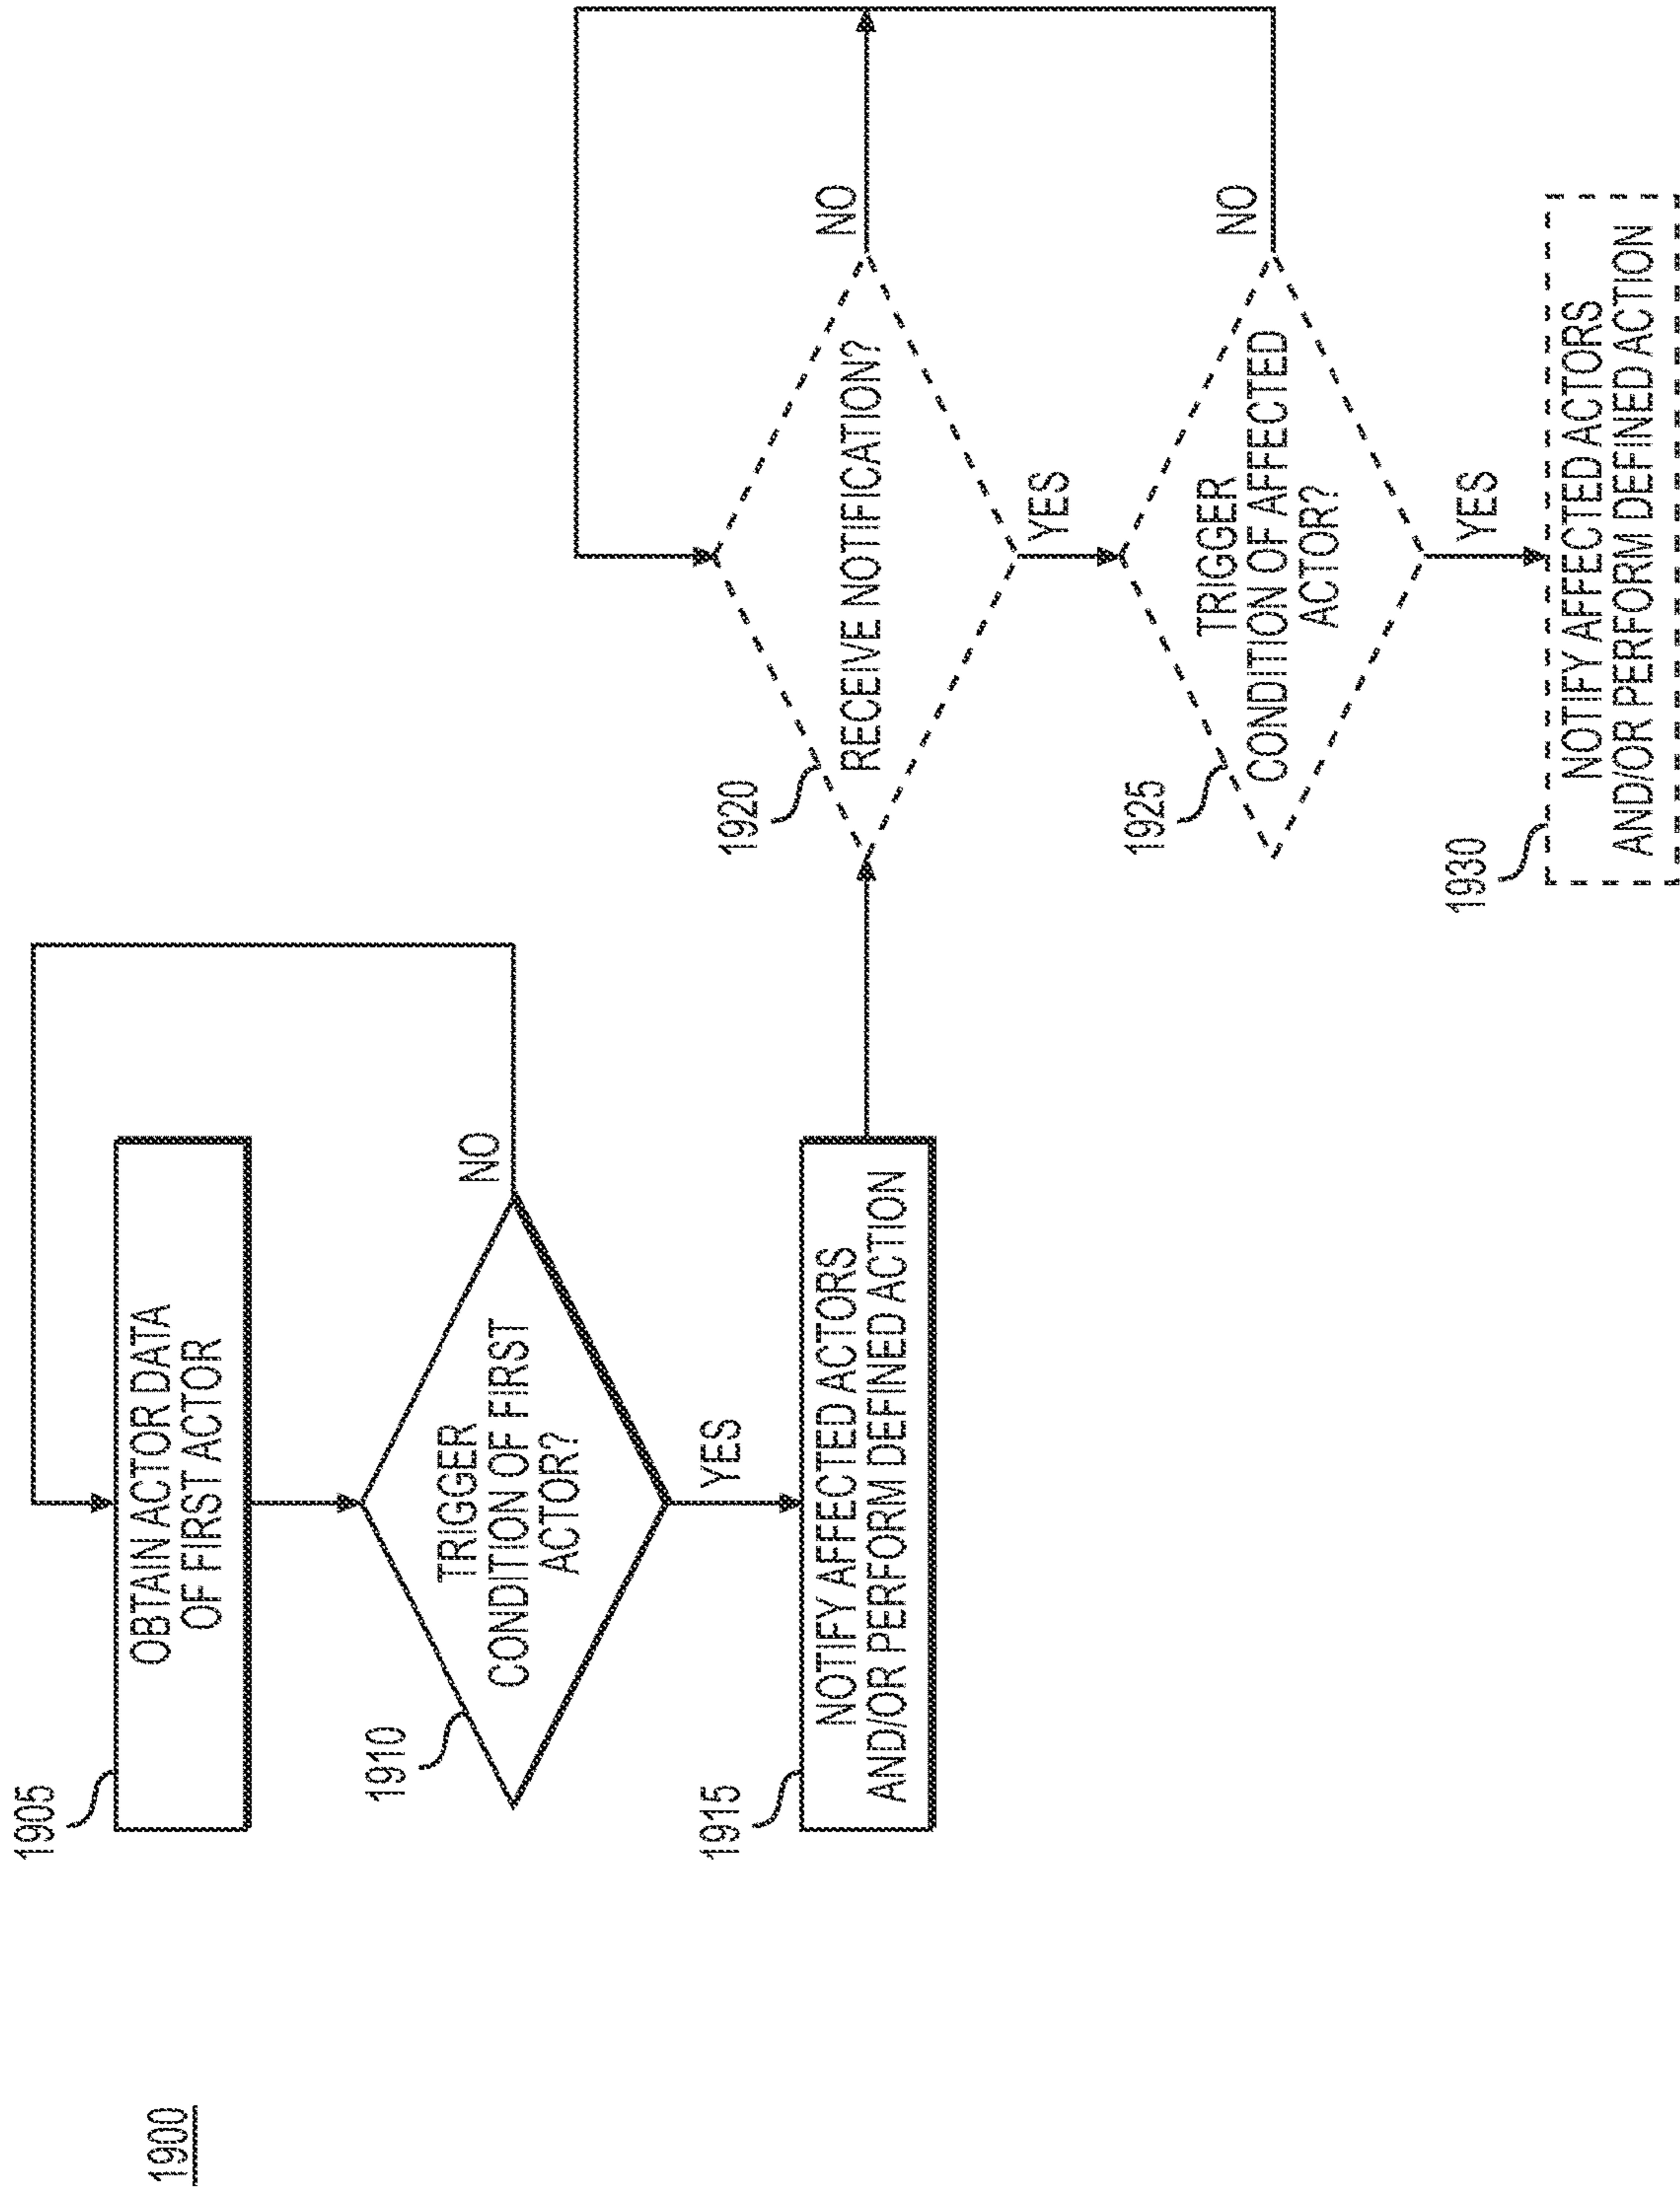 1900
1905
OBTAIN ACTOR DATA
OF FIRST ACTOR
1910
TRIGGER
CONDITION OF FIRST
ACTOR?
NO
YES
1915
NOTIFY AFFECTED ACTORS
AND/OR PERFORM DEFINED ACTION
1920
RECEIVE NOTIFICATION?
NO
YES
1925
TRIGGER
CONDITION OF AFFECTED
ACTOR?
NO
YES
1930
NOTIFY AFFECTED ACTORS
AND/OR PERFORM DEFINED ACTION